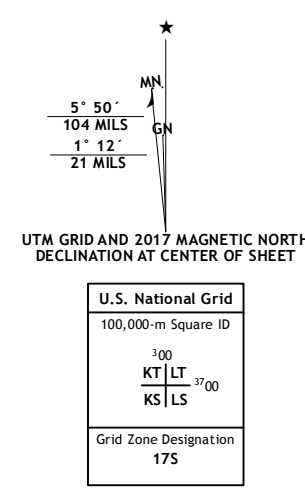 ★
MN
5° 50´
104 MILS
GN
1° 12´
21 MILS
UTM GRID AND 2017 MAGNETIC NORTH
DECLINATION AT CENTER OF SHEET
U.S. National Grid
100,000-m Square ID
³00
KT LT
³⁷00
KS LS
Grid Zone Designation
17S